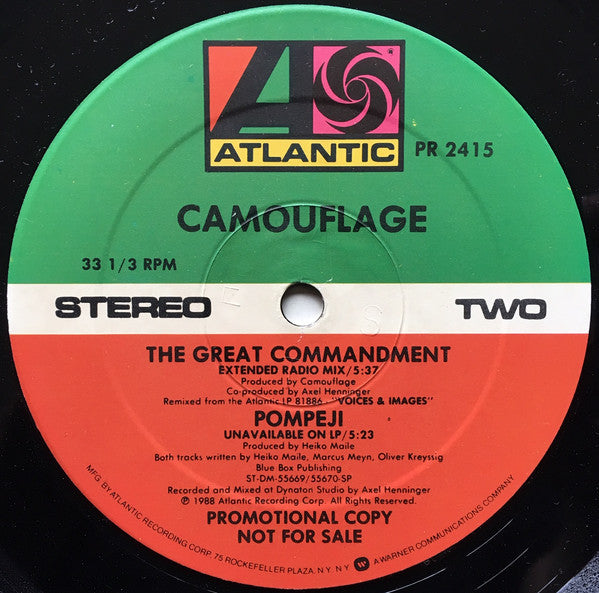 ATLANTIC
PR 2415
CAMOUFLAGE
33 1/3 RPM
STEREO
TWO
THE GREAT COMMANDMENT
EXTENDED RADIO MIX/5:37
Produced by Camouflage
Co-produced by Axel Henninger
Remixed from the Atlantic LP 81886 - "VOICES & IMAGES"
POMPEJI
UNAVAILABLE ON LP/5:23
Produced by Heiko Maile
Both tracks written by Heiko Maile, Marcus Meyn, Oliver Kreyssig
Blue Box Publishing
ST-DM-55669/55670-SP
Recorded and Mixed at Dynaton Studio by Axel Henninger
℗ 1988 Atlantic Recording Corp. All Rights Reserved.
PROMOTIONAL COPY
NOT FOR SALE
MFG. BY ATLANTIC RECORDING CORP. 75 ROCKEFELLER PLAZA, N.Y. N.Y. A WARNER COMMUNICATIONS COMPANY